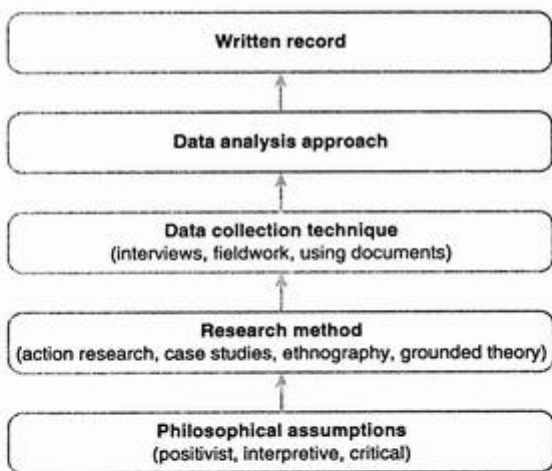 Written record
Data analysis approach
Data collection technique
(interviews, fieldwork, using documents)
Research method
(action research, case studies, ethnography, grounded theory)
Philosophical assumptions
(positivist, interpretive, critical)